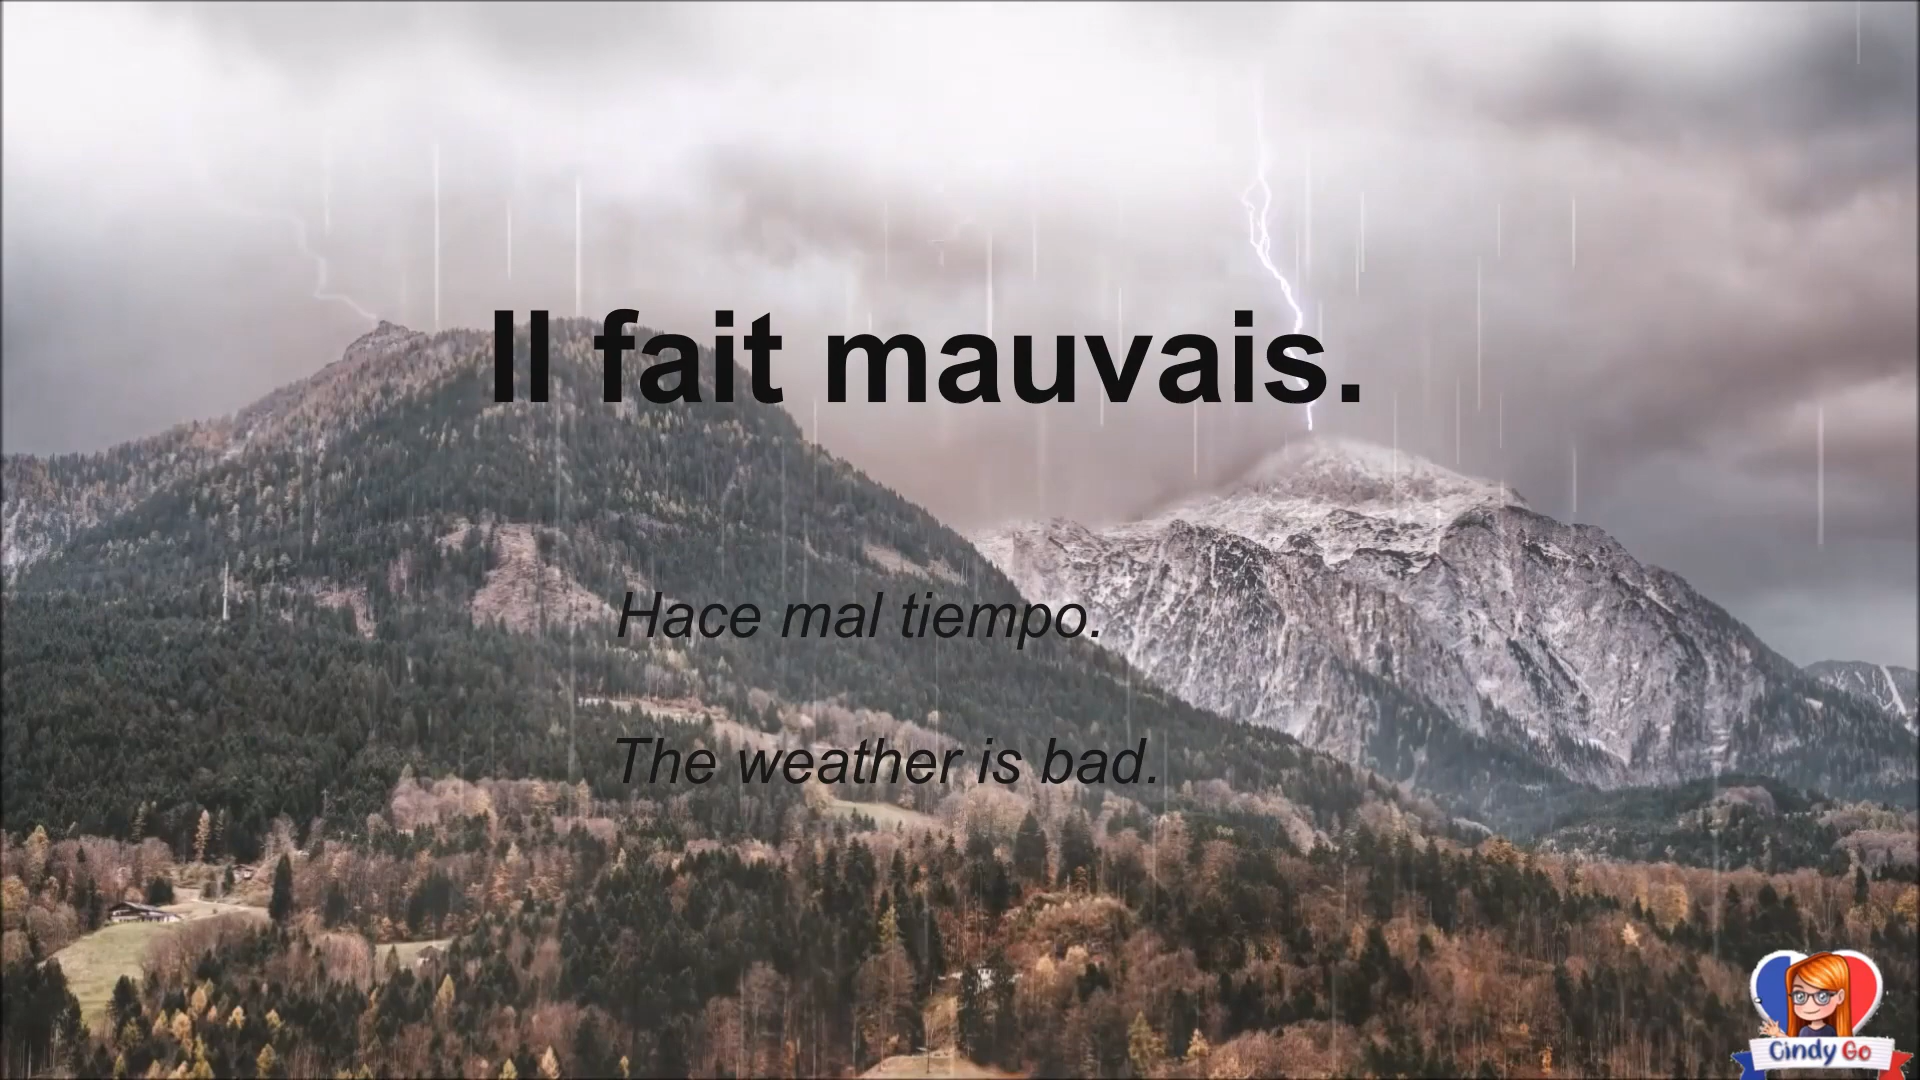 Il fait mauvais.
Hace mal tiempo.
The weather is bad.
Cindy Go